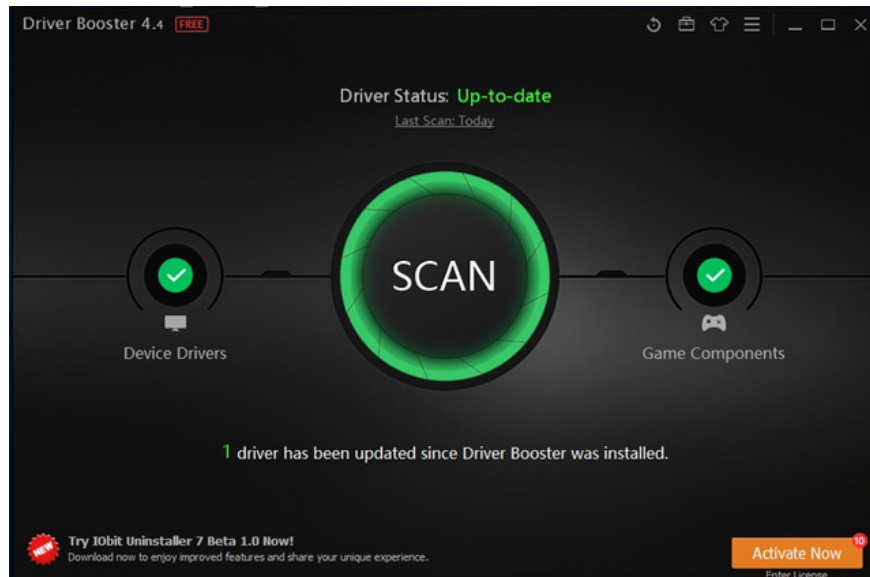 Driver Booster 4.4 FREE
Driver Status: Up-to-date
Last Scan: Today
SCAN
Device Drivers
Game Components
1 driver has been updated since Driver Booster was installed.
NEW
Try IObit Uninstaller 7 Beta 1.0 Now!
Download now to enjoy improved features and share your unique experience.
10
Activate Now
Enter License